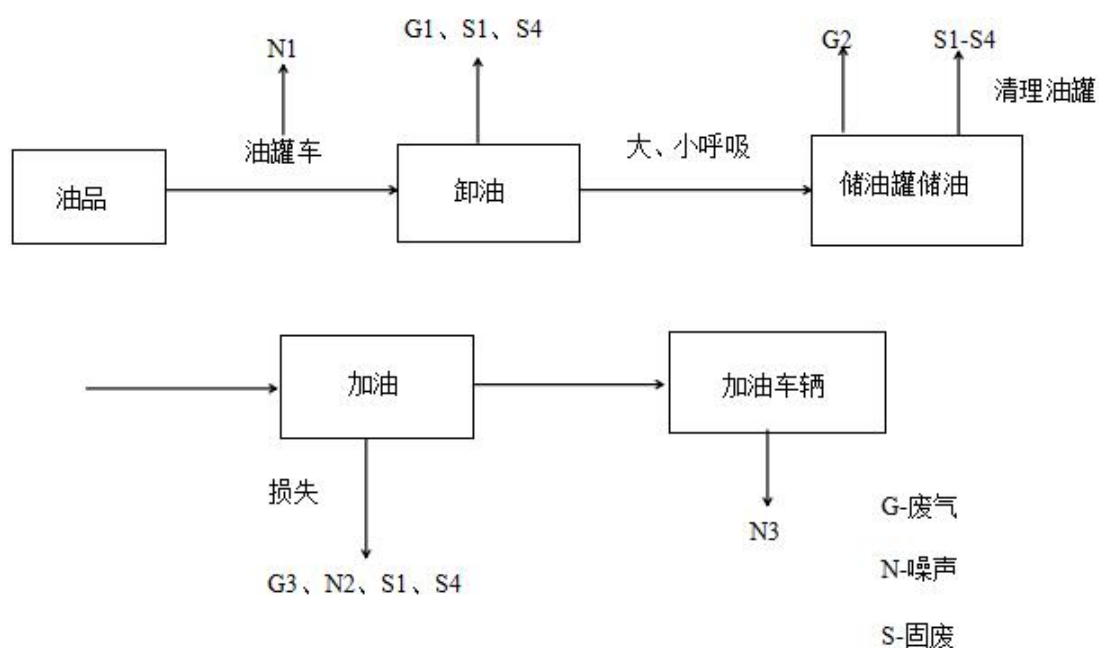 G1、S1、S4
N1
G2
S1-S4
清理油罐
油罐车
大、小呼吸
油品
卸油
储油罐储油
加油
加油车辆
损失
G3、N2、S1、S4
N3
G-废气
N-噪声
S-固废